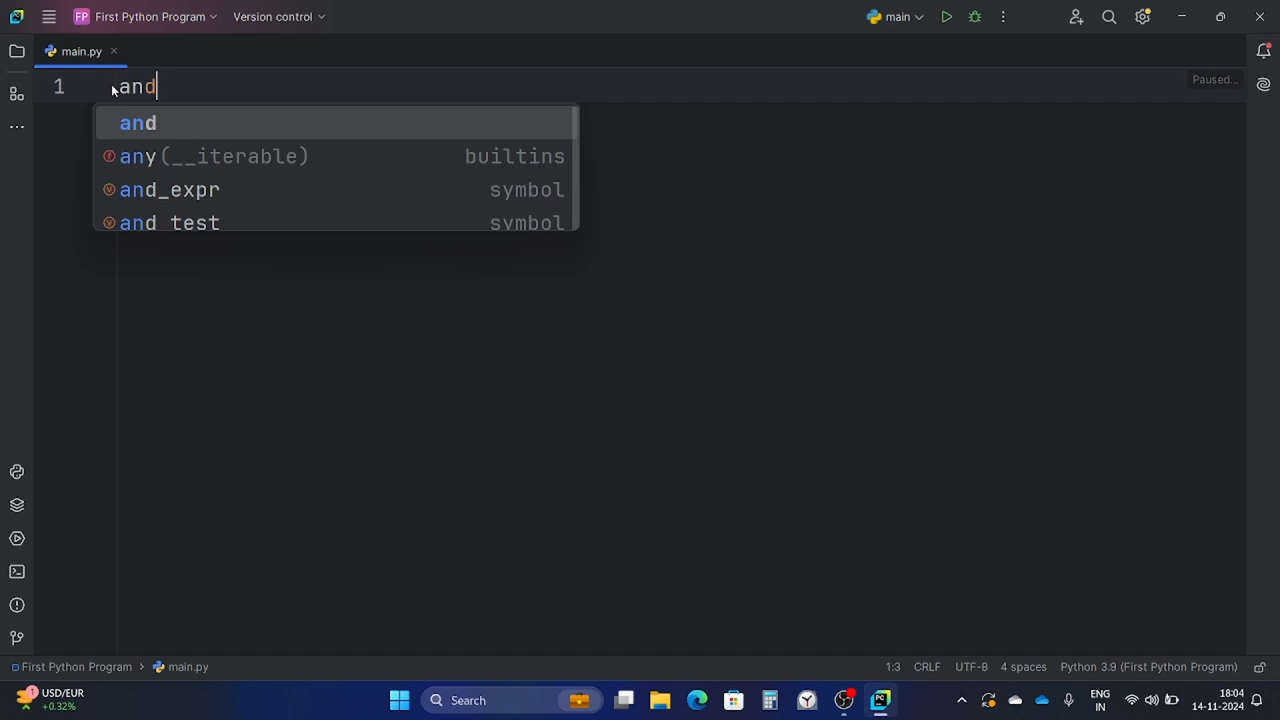 FP First Python Program Version control main
main.py
1 and
Paused...
and
any(__iterable) builtins
and_expr symbol
and_test symbol
First Python Program main.py 1:3 CRLF UTF-8 4 spaces Python 3.9 (First Python Program)
1 USD/EUR
+0.32%
Search
ENG
IN
18:04
14-11-2024